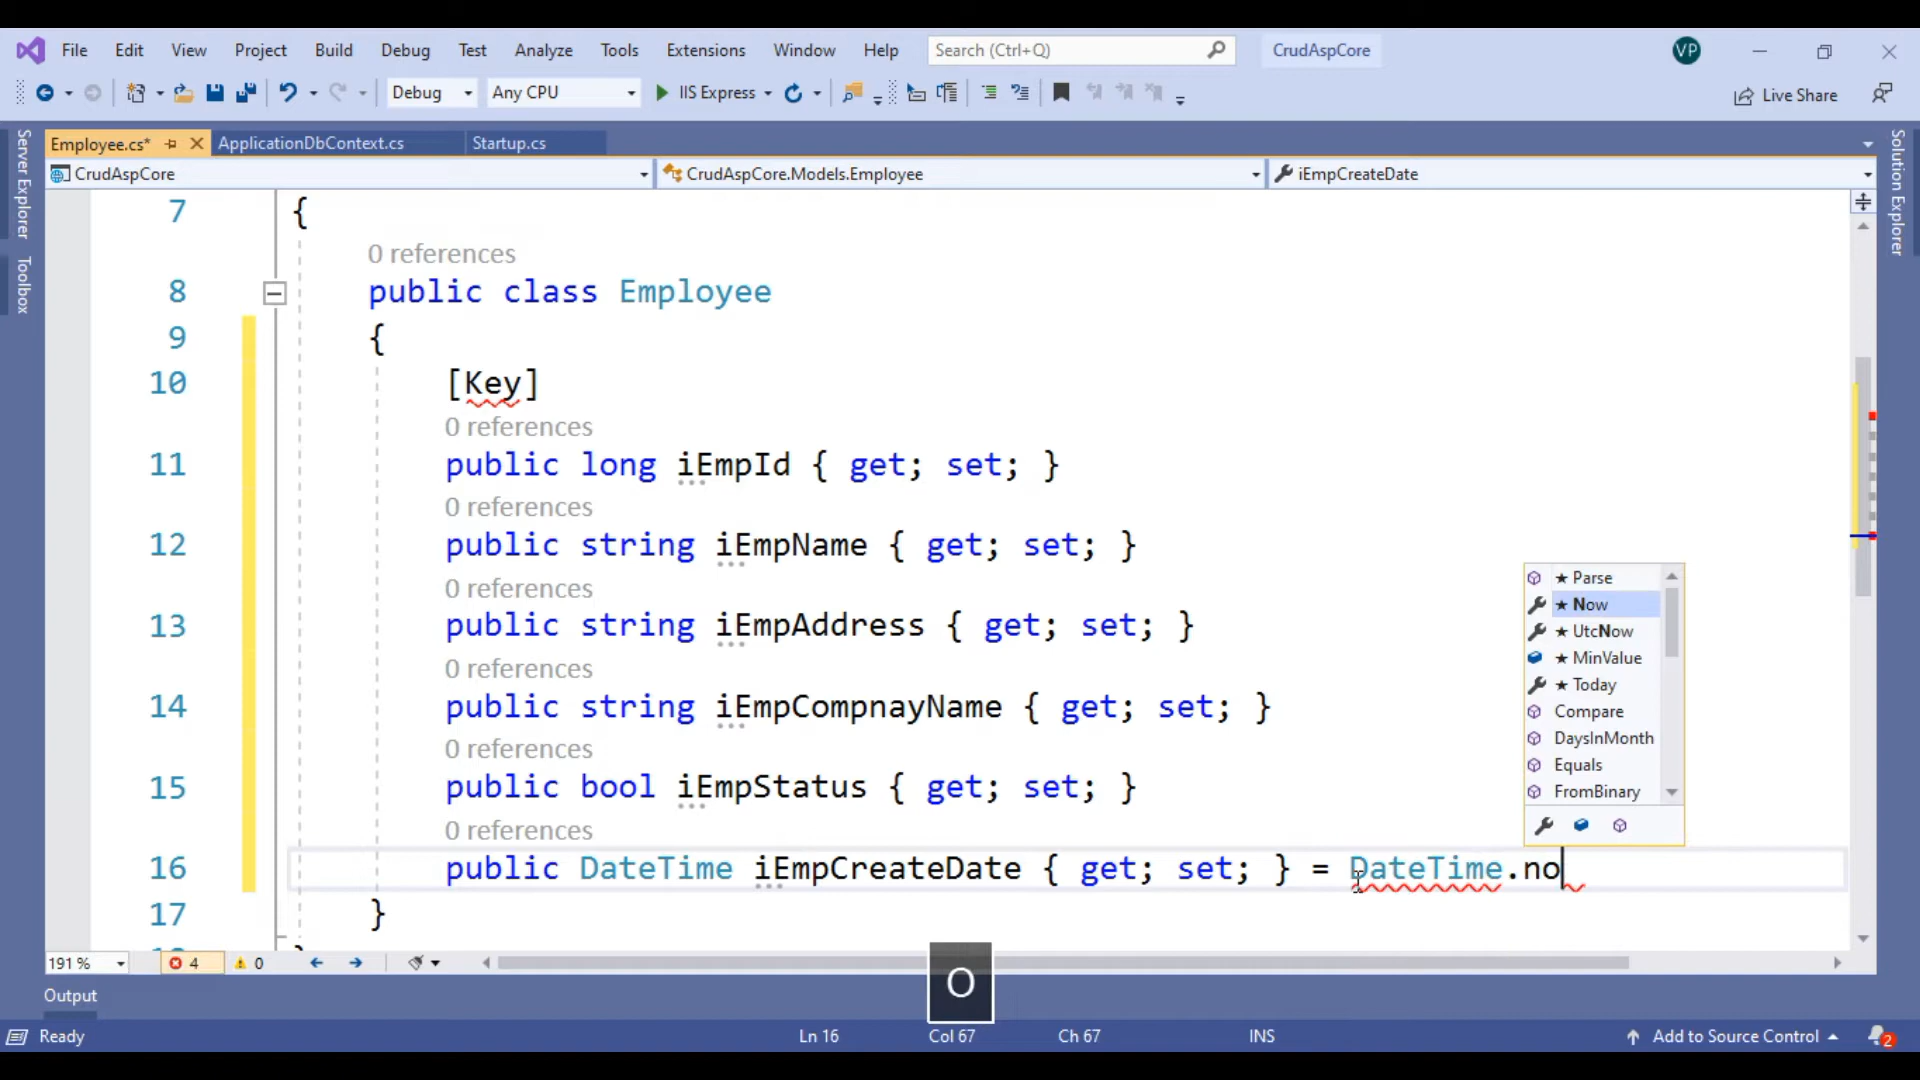 File Edit View Project Build Debug Test Analyze Tools Extensions Window Help Search (Ctrl+Q) CrudAspCore VP
Debug Any CPU IIS Express Live Share
Employee.cs* ApplicationDbContext.cs Startup.cs
CrudAspCore CrudAspCore.Models.Employee iEmpCreateDate
Server Explorer
Toolbox
Solution Explorer
7 {
0 references
8 public class Employee
9 {
10 [Key]
0 references
11 public long iEmpId { get; set; }
0 references
12 public string iEmpName { get; set; }
0 references
13 public string iEmpAddress { get; set; }
0 references
14 public string iEmpCompnayName { get; set; }
0 references
15 public bool iEmpStatus { get; set; }
0 references
16 public DateTime iEmpCreateDate { get; set; } = DateTime.no
17 }
★ Parse
★ Now
★ UtcNow
★ MinValue
★ Today
Compare
DaysInMonth
Equals
FromBinary
191 % 4 0
O
Output
Ready Ln 16 Col 67 Ch 67 INS Add to Source Control 2